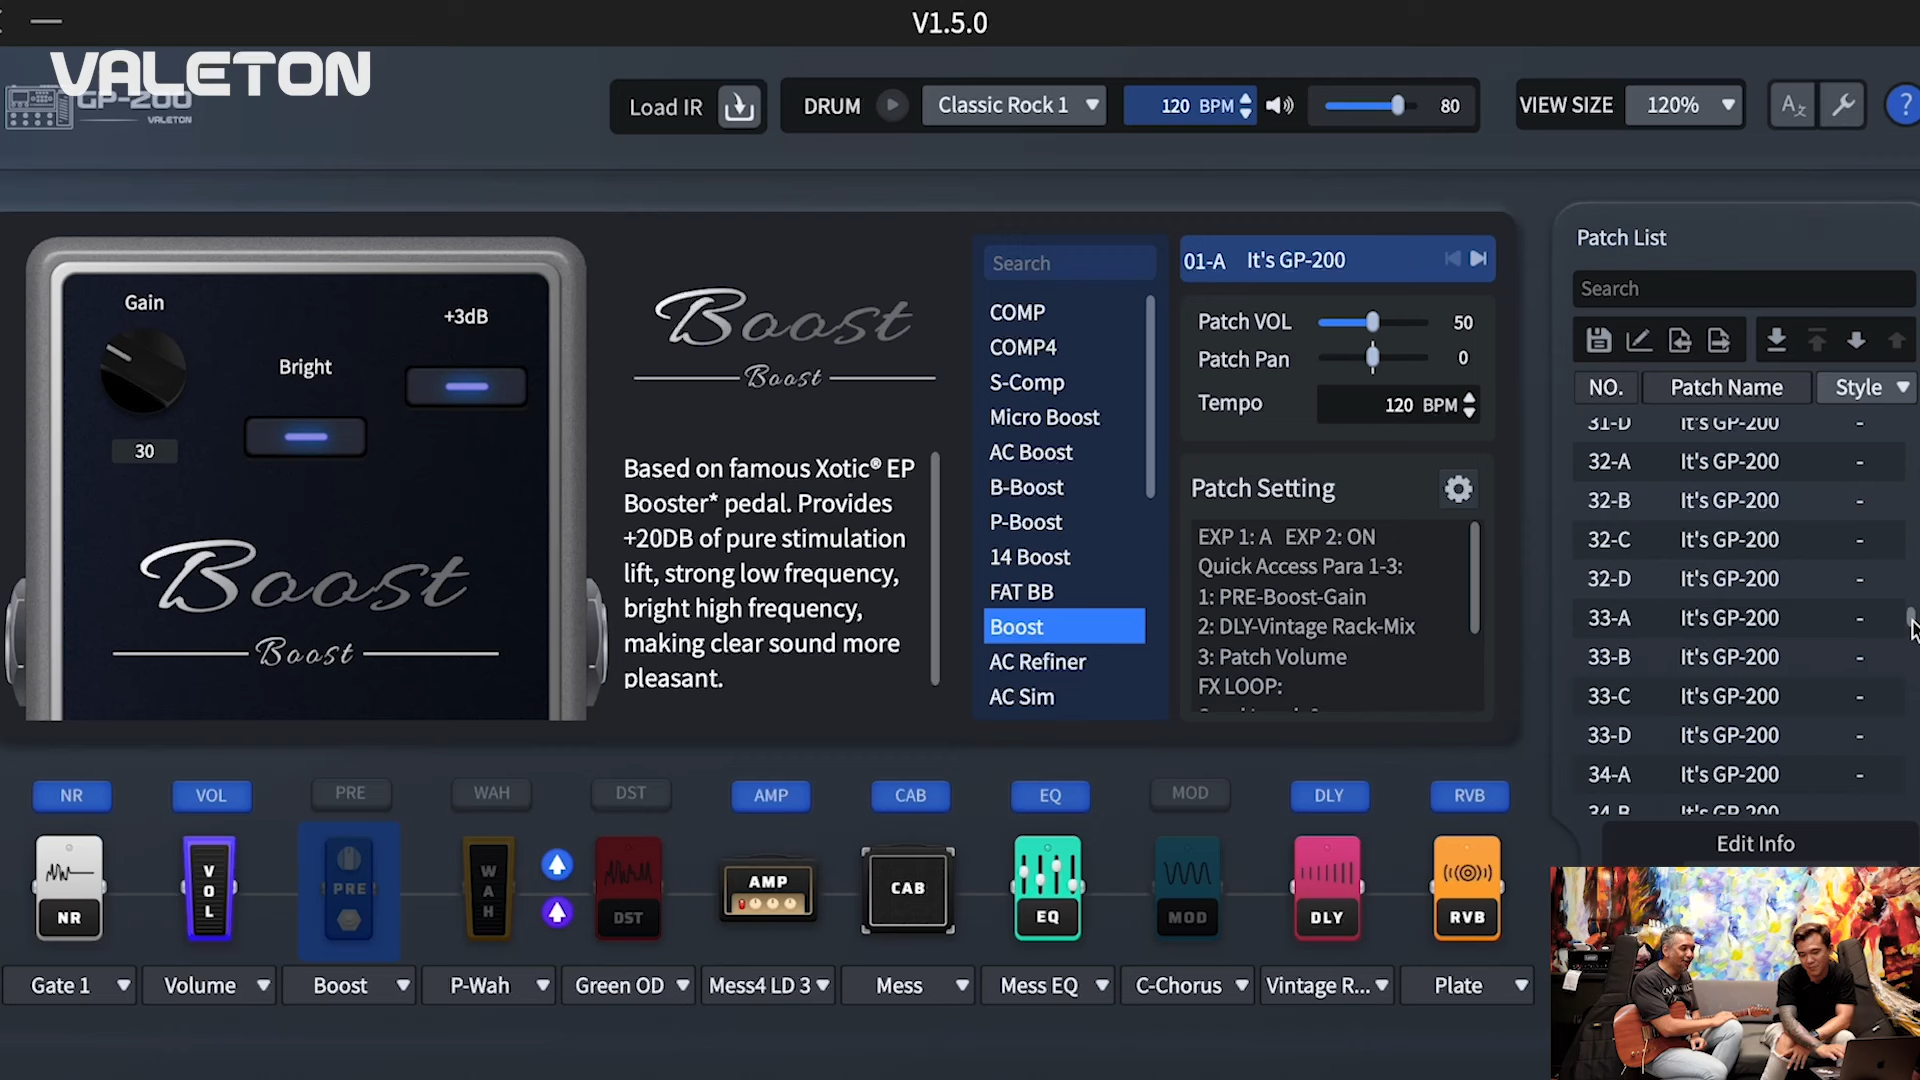 V1.5.0
VALETON
GP-200
VALETON
Load IR
DRUM
Classic Rock 1
120 BPM
80
VIEW SIZE
120%
?
Gain
30
Bright
+3dB
Boost
Boost
Boost
Boost
Based on famous Xotic® EP
Booster* pedal. Provides
+20DB of pure stimulation
lift, strong low frequency,
bright high frequency,
making clear sound more
pleasant.
Search
COMP
COMP4
S-Comp
Micro Boost
AC Boost
B-Boost
P-Boost
14 Boost
FAT BB
Boost
AC Refiner
AC Sim
01-A It's GP-200
Patch VOL 50
Patch Pan 0
Tempo 120 BPM
Patch Setting
EXP 1: A EXP 2: ON
Quick Access Para 1-3:
1: PRE-Boost-Gain
2: DLY-Vintage Rack-Mix
3: Patch Volume
FX LOOP:
Patch List
Search
NO. Patch Name Style
31-D It's GP-200 -
32-A It's GP-200 -
32-B It's GP-200 -
32-C It's GP-200 -
32-D It's GP-200 -
33-A It's GP-200 -
33-B It's GP-200 -
33-C It's GP-200 -
33-D It's GP-200 -
34-A It's GP-200 -
34-B It's GP-200
Edit Info
NR VOL PRE WAH DST AMP CAB EQ MOD DLY RVB
NR VOL PRE WAH DST AMP CAB EQ MOD DLY RVB
Gate 1 Volume Boost P-Wah Green OD Mess4 LD 3 Mess Mess EQ C-Chorus Vintage R... Plate